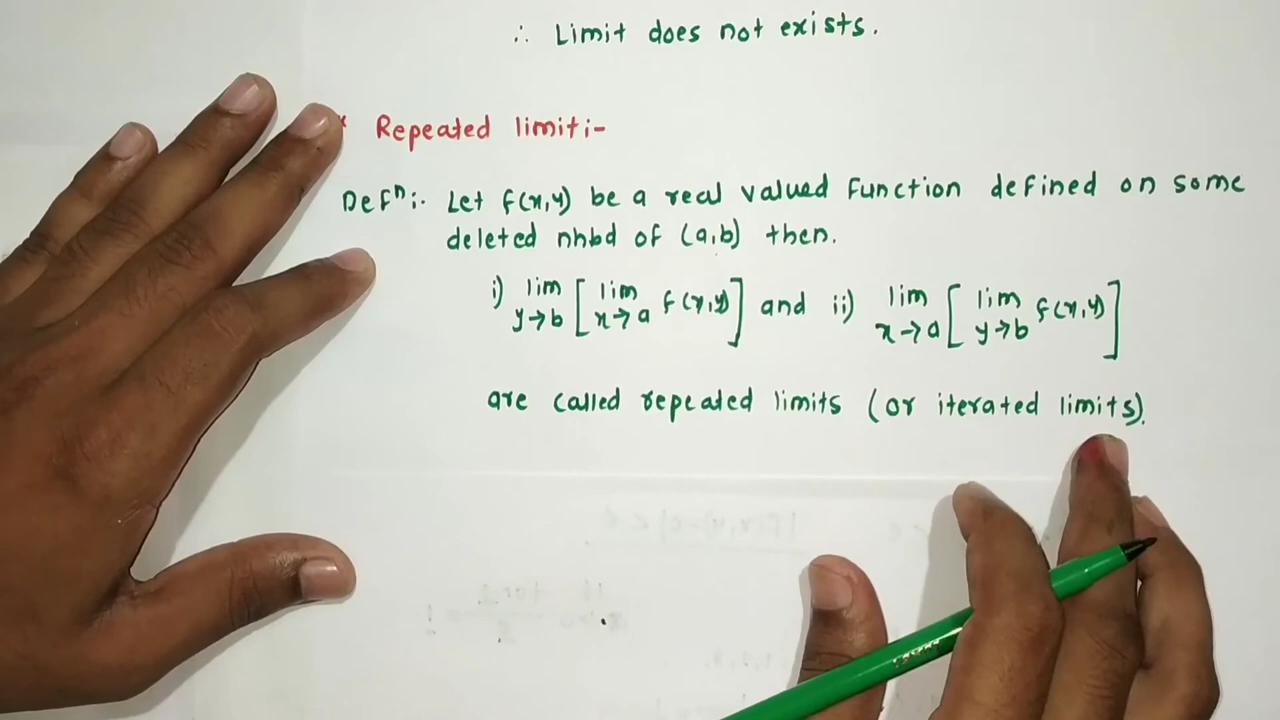 ∴ Limit does not exists.
* Repeated limit:-
Defⁿ:- Let f(x,y) be a real valued function defined on some
deleted nhbd of (a,b) then.
i) lim y→b [ lim x→a f(x,y) ] and ii) lim x→a [ lim y→b f(x,y) ]
are called repeated limits (or iterated limits).